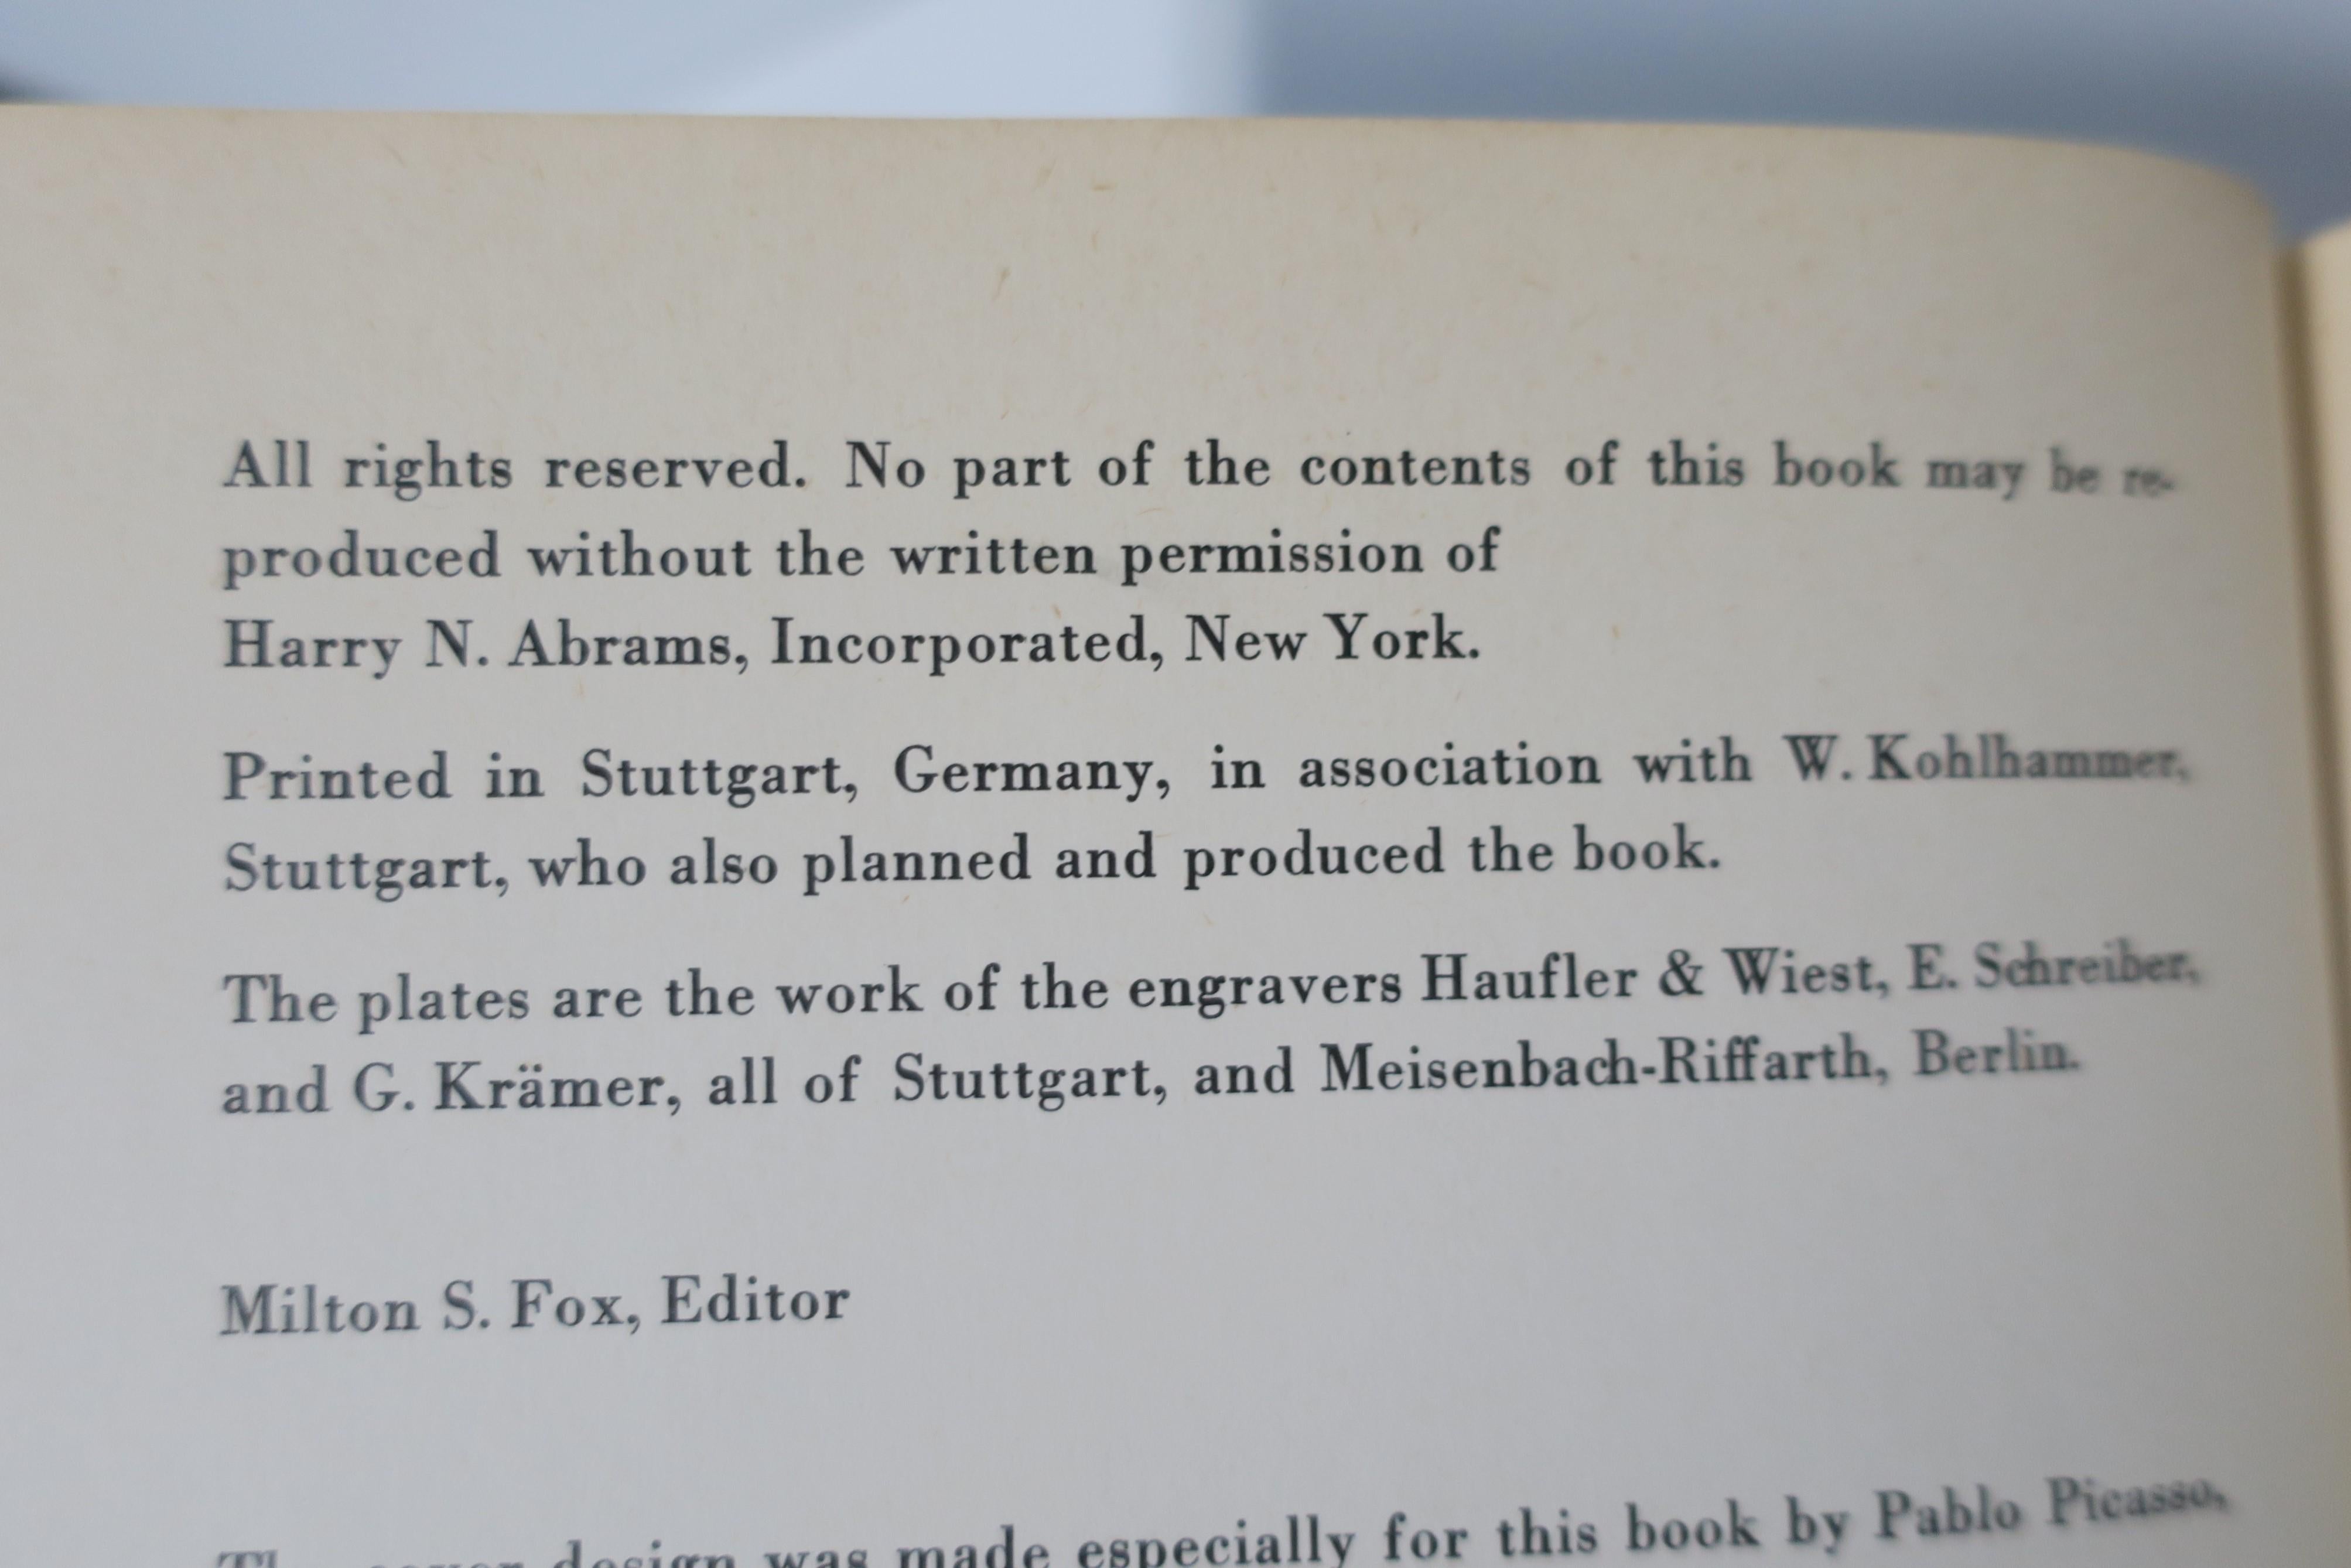 All rights reserved. No part of the contents of this book may be re-
produced without the written permission of
Harry N. Abrams, Incorporated, New York.
Printed in Stuttgart, Germany, in association with W. Kohlhammer,
Stuttgart, who also planned and produced the book.
The plates are the work of the engravers Haufler & Wiest, E. Schreiber,
and G. Krämer, all of Stuttgart, and Meisenbach-Riffarth, Berlin.
Milton S. Fox, Editor
design was made especially for this book by Pablo Picasso,